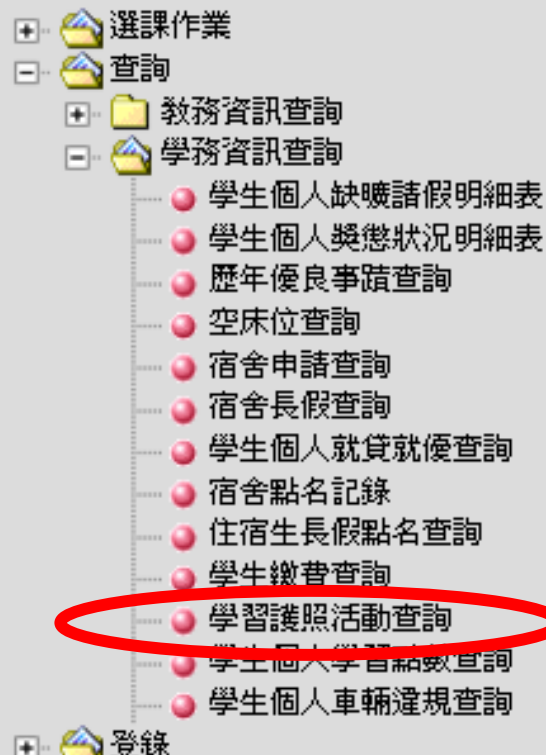 選課作業
查詢
教務資訊查詢
學務資訊查詢
學生個人缺曠請假明細表
學生個人獎懲狀況明細表
歷年優良事蹟查詢
空床位查詢
宿舍申請查詢
宿舍長假查詢
學生個人就貸就優查詢
宿舍點名記錄
住宿生長假點名查詢
學生繳費查詢
學習護照活動查詢
學生個人學習點數查詢
學生個人車輛違規查詢
登錄